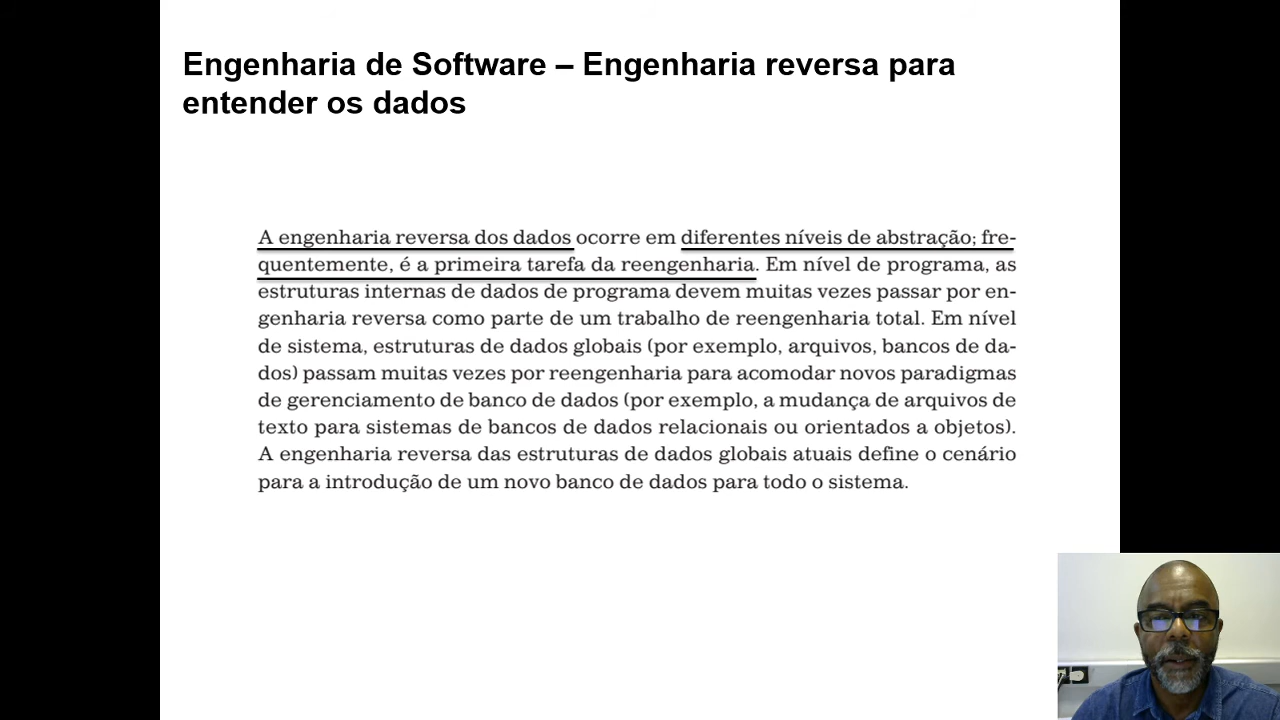 Engenharia de Software – Engenharia reversa para
entender os dados
A engenharia reversa dos dados ocorre em diferentes níveis de abstração; fre-
quentemente, é a primeira tarefa da reengenharia. Em nível de programa, as
estruturas internas de dados de programa devem muitas vezes passar por en-
genharia reversa como parte de um trabalho de reengenharia total. Em nível
de sistema, estruturas de dados globais (por exemplo, arquivos, bancos de da-
dos) passam muitas vezes por reengenharia para acomodar novos paradigmas
de gerenciamento de banco de dados (por exemplo, a mudança de arquivos de
texto para sistemas de bancos de dados relacionais ou orientados a objetos).
A engenharia reversa das estruturas de dados globais atuais define o cenário
para a introdução de um novo banco de dados para todo o sistema.